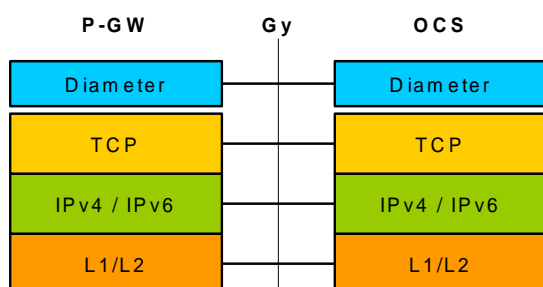 P-GW Gy OCS
Diameter Diameter
TCP TCP
IPv4 / IPv6 IPv4 / IPv6
L1/L2 L1/L2